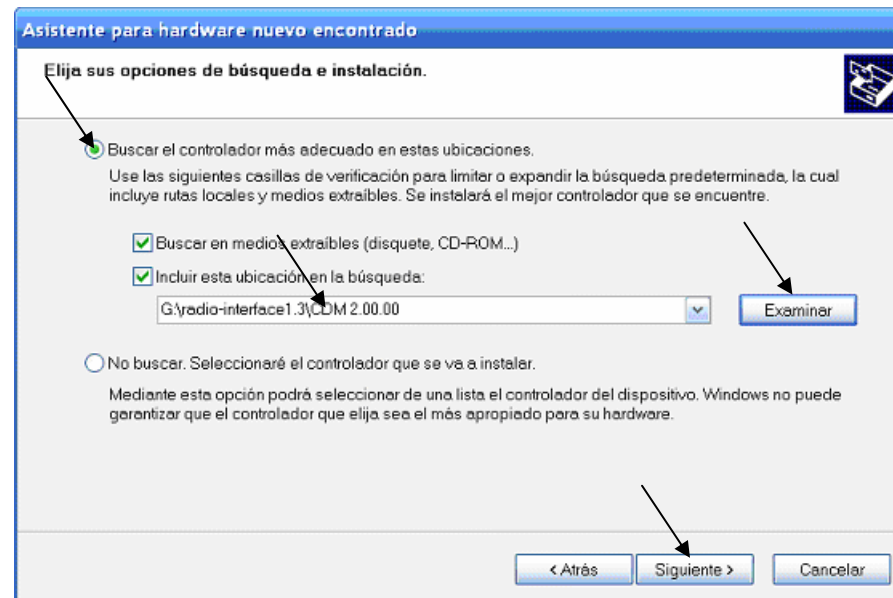 Asistente para hardware nuevo encontrado
Elija sus opciones de búsqueda e instalación.
Buscar el controlador más adecuado en estas ubicaciones.
Use las siguientes casillas de verificación para limitar o expandir la búsqueda predeterminada, la cual
incluye rutas locales y medios extraíbles. Se instalará el mejor controlador que se encuentre.
Buscar en medios extraíbles (disquete, CD-ROM...)
Incluir esta ubicación en la búsqueda:
G:\radio-interface1.3\CDM 2.00.00
Examinar
No buscar. Seleccionaré el controlador que se va a instalar.
Mediante esta opción podrá seleccionar de una lista el controlador del dispositivo. Windows no puede
garantizar que el controlador que elija sea el más apropiado para su hardware.
< Atrás Siguiente > Cancelar